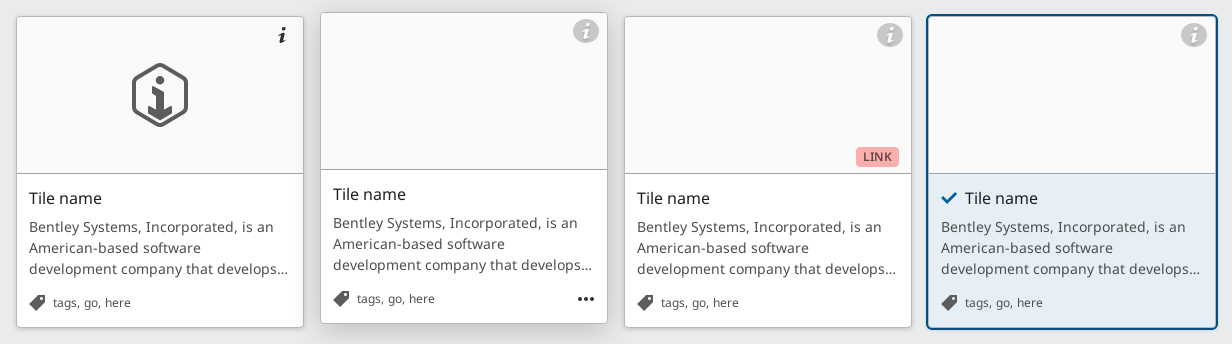 Tile name
Bentley Systems, Incorporated, is an
American-based software
development company that develops...
tags, go, here
Tile name
Bentley Systems, Incorporated, is an
American-based software
development company that develops...
tags, go, here
LINK
Tile name
Bentley Systems, Incorporated, is an
American-based software
development company that develops...
tags, go, here
Tile name
Bentley Systems, Incorporated, is an
American-based software
development company that develops...
tags, go, here